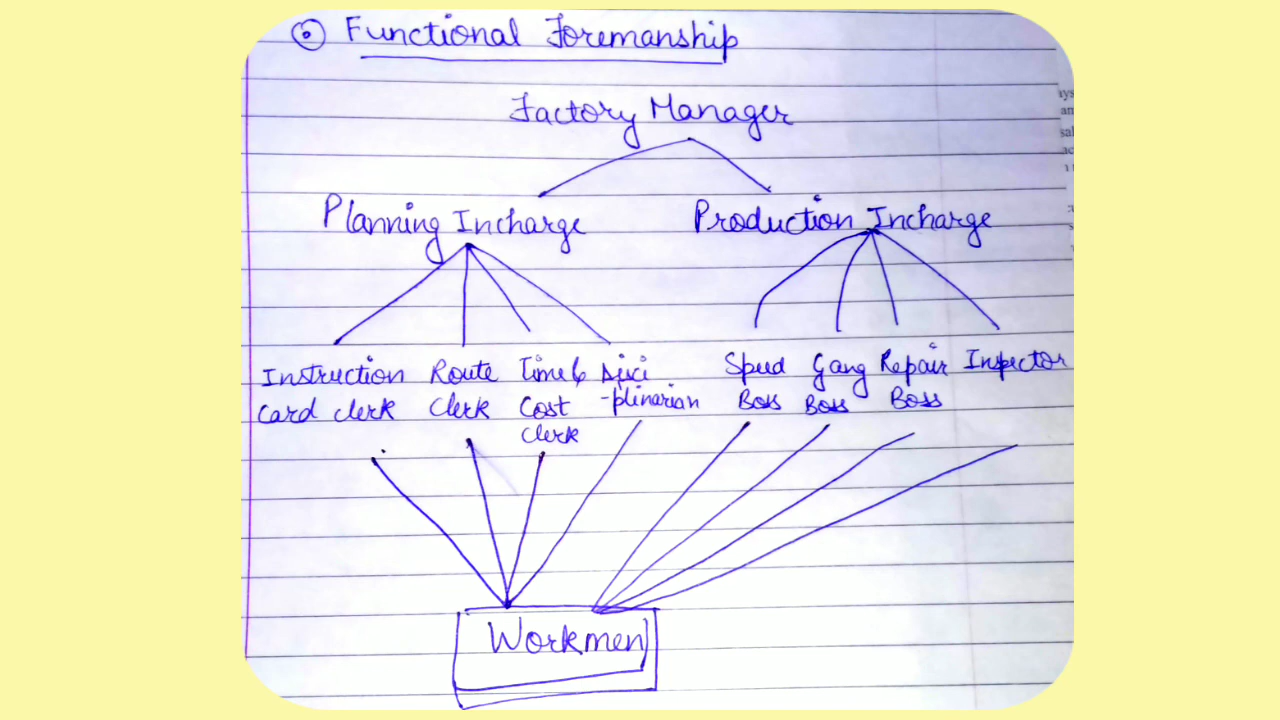 Functional Foremanship
Factory Manager
Planning Incharge
Production Incharge
Instruction
Card clerk
Route
Clerk
Time &
Cost
Clerk
Disci
-plinarian
Speed
Boss
Gang
Boss
Repair
Boss
Inspector
Workmen